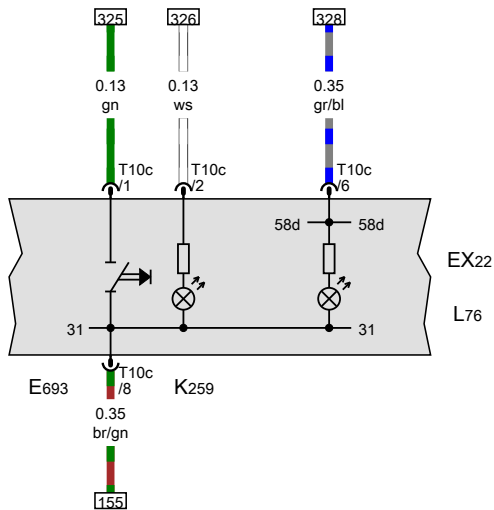 325 326 328
0.13 0.13 0.35
gn ws gr/bl
T10c T10c T10c
/1 /2 /6
58d 58d
EX22
L76
31 31
T10c
/8
E693 K259
0.35
br/gn
155